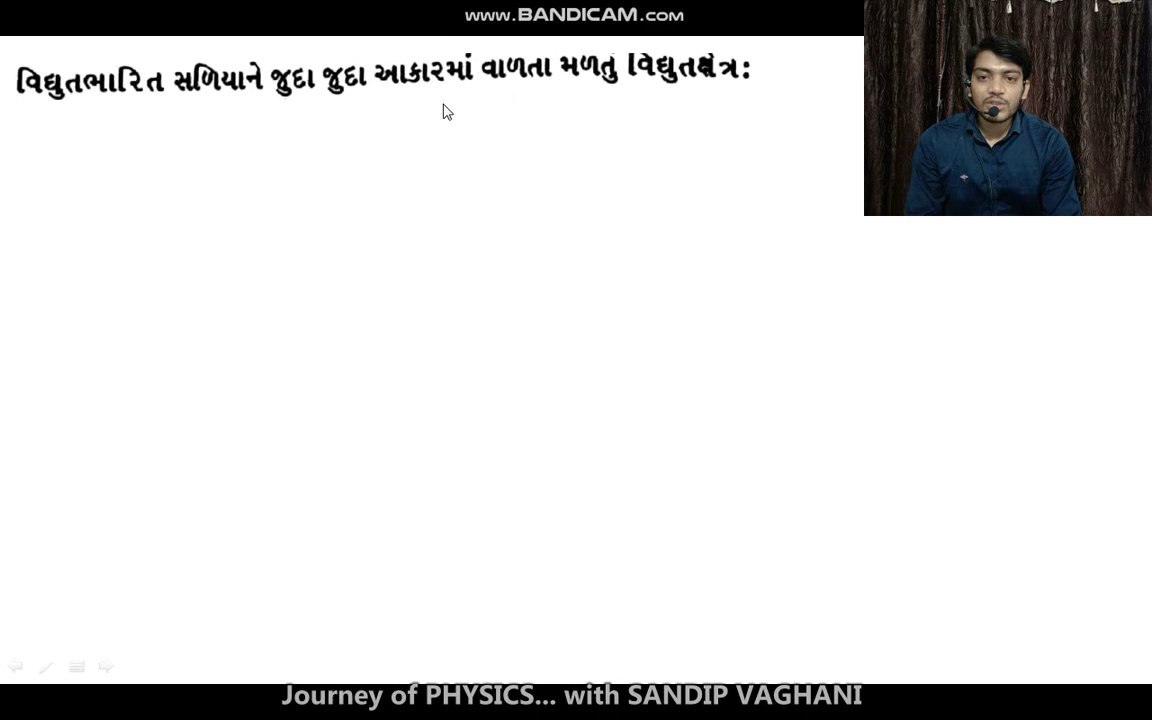 www.BANDICAM.com
વિદ્યુતભારિત સળિયાને જુદા જુદા આકારમાં વાળતા મળતુ વિદ્યુતક્ષેત્ર:
Journey of PHYSICS... with SANDIP VAGHANI